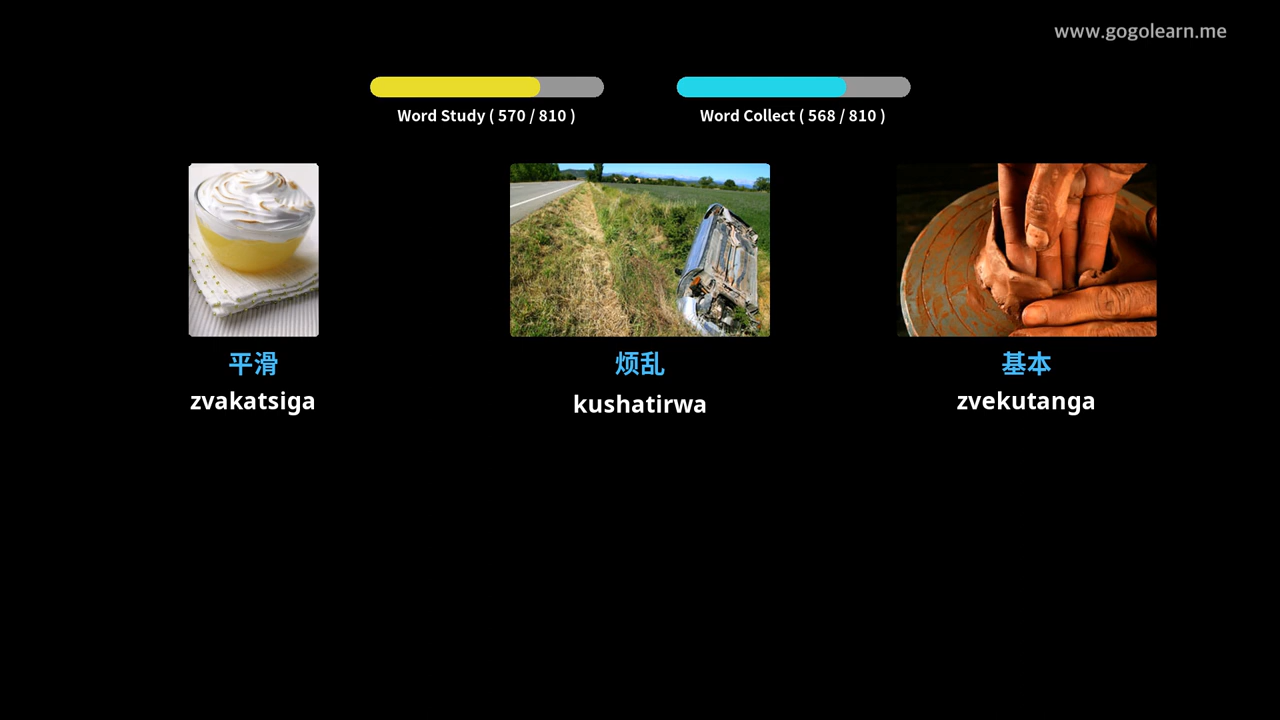 www.gogolearn.me
Word Study ( 570 / 810 )
Word Collect ( 568 / 810 )
平滑
zvakatsiga
烦乱
kushatirwa
基本
zvekutanga